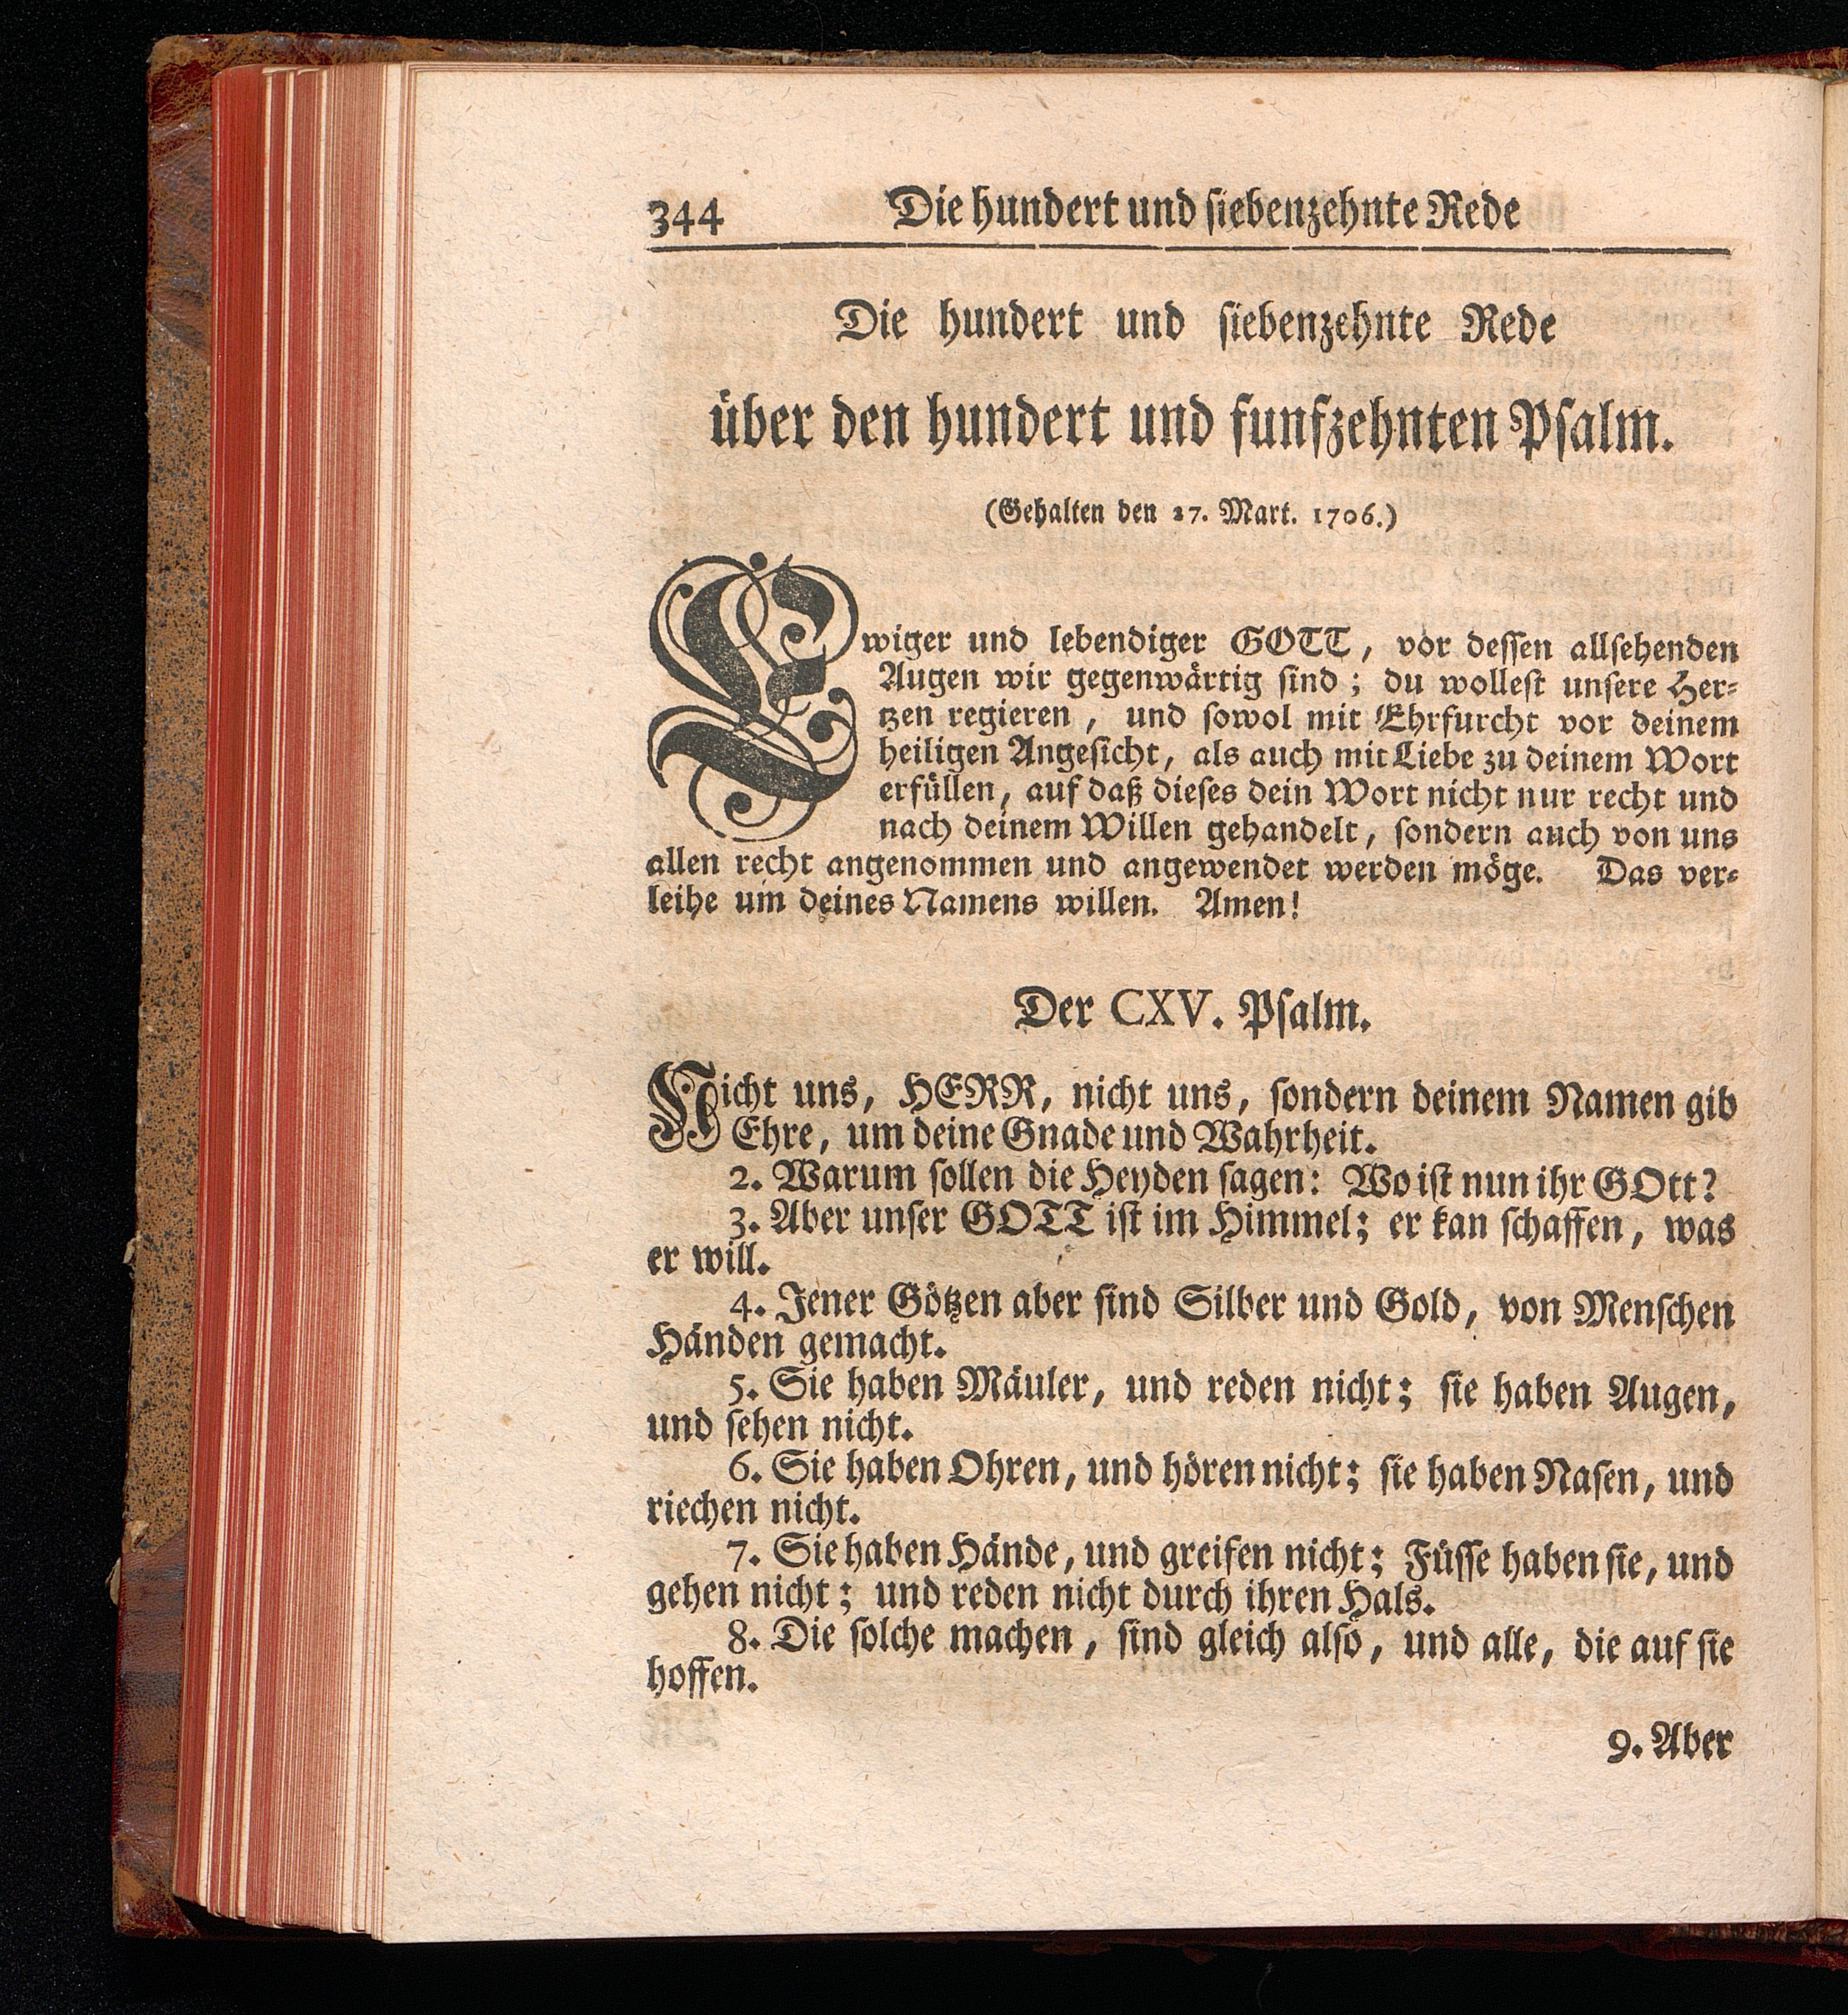 344 Die hundert und siebenzehnte Rede
Die hundert und siebenzehnte Rede
über den hundert und funfzehnten Psalm.
(Gehalten den 27. Mart. 1706.)
Ewiger und lebendiger GOTT, vor dessen allsehenden
Augen wir gegenwärtig sind; du wollest unsere Her-
tzen regieren, und sowol mit Ehrfurcht vor deinem
heiligen Angesicht, als auch mit Liebe zu deinem Wort
erfüllen, auf daß dieses dein Wort nicht nur recht und
nach deinem Willen gehandelt, sondern auch von uns
allen recht angenommen und angewendet werden möge. Das ver-
leihe um deines Namens willen. Amen!
Der CXV. Psalm.
Nicht uns, HERR, nicht uns, sondern deinem Namen gib
Ehre, um deine Gnade und Wahrheit.
2. Warum sollen die Heyden sagen: Wo ist nun ihr GOtt?
3. Aber unser GOTT ist im Himmel; er kan schaffen, was
er will.
4. Jener Götzen aber sind Silber und Gold, von Menschen
Händen gemacht.
5. Sie haben Mäuler, und reden nicht; sie haben Augen,
und sehen nicht.
6. Sie haben Ohren, und hören nicht; sie haben Nasen, und
riechen nicht.
7. Sie haben Hände, und greifen nicht; Füsse haben sie, und
gehen nicht; und reden nicht durch ihren Hals.
8. Die solche machen, sind gleich also, und alle, die auf sie
hoffen.
9. Aber